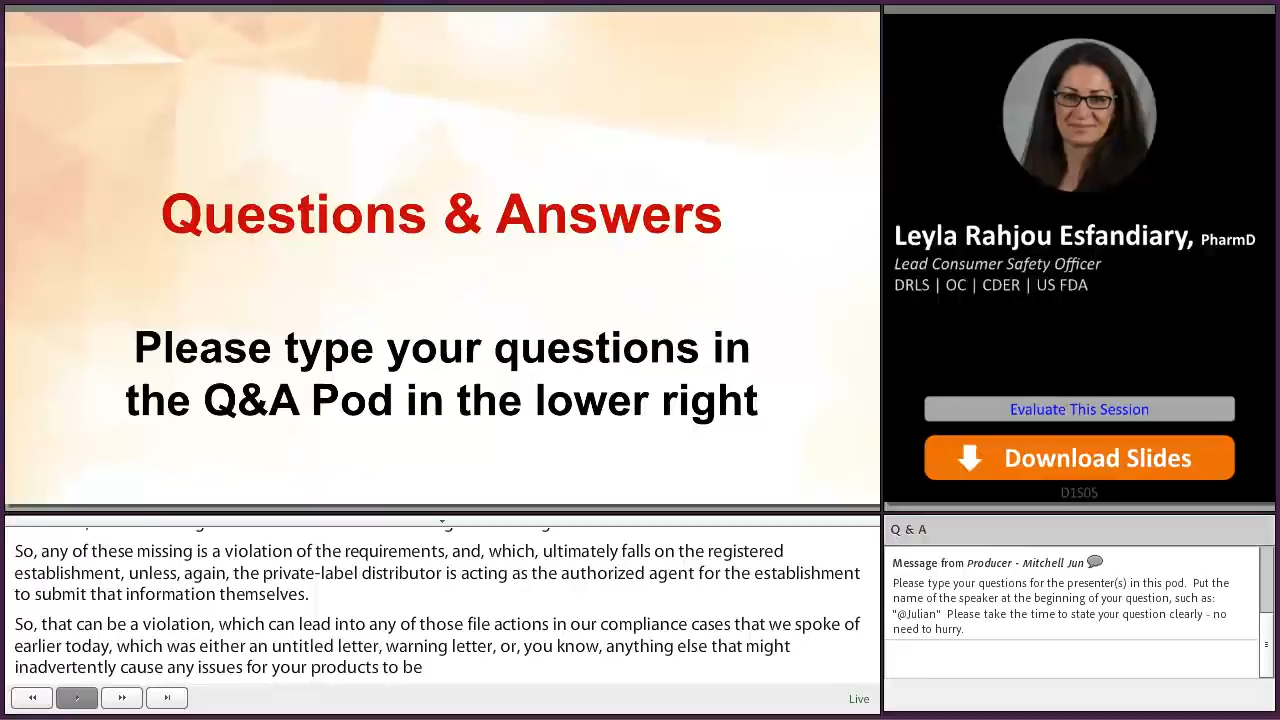 Questions & Answers
Please type your questions in
the Q&A Pod in the lower right
Leyla Rahjou Esfandiary, PharmD
Lead Consumer Safety Officer
DRLS | OC | CDER | US FDA
Evaluate This Session
Download Slides
D1S05
So, any of these missing is a violation of the requirements, and, which, ultimately falls on the registered
establishment, unless, again, the private-label distributor is acting as the authorized agent for the establishment
to submit that information themselves.
So, that can be a violation, which can lead into any of those file actions in our compliance cases that we spoke of
earlier today, which was either an untitled letter, warning letter, or, you know, anything else that might
inadvertently cause any issues for your products to be
Live
Q & A
Message from Producer - Mitchell Jun
Please type your questions for the presenter(s) in this pod. Put the
name of the speaker at the beginning of your question, such as:
"@Julian" Please take the time to state your question clearly - no
need to hurry.